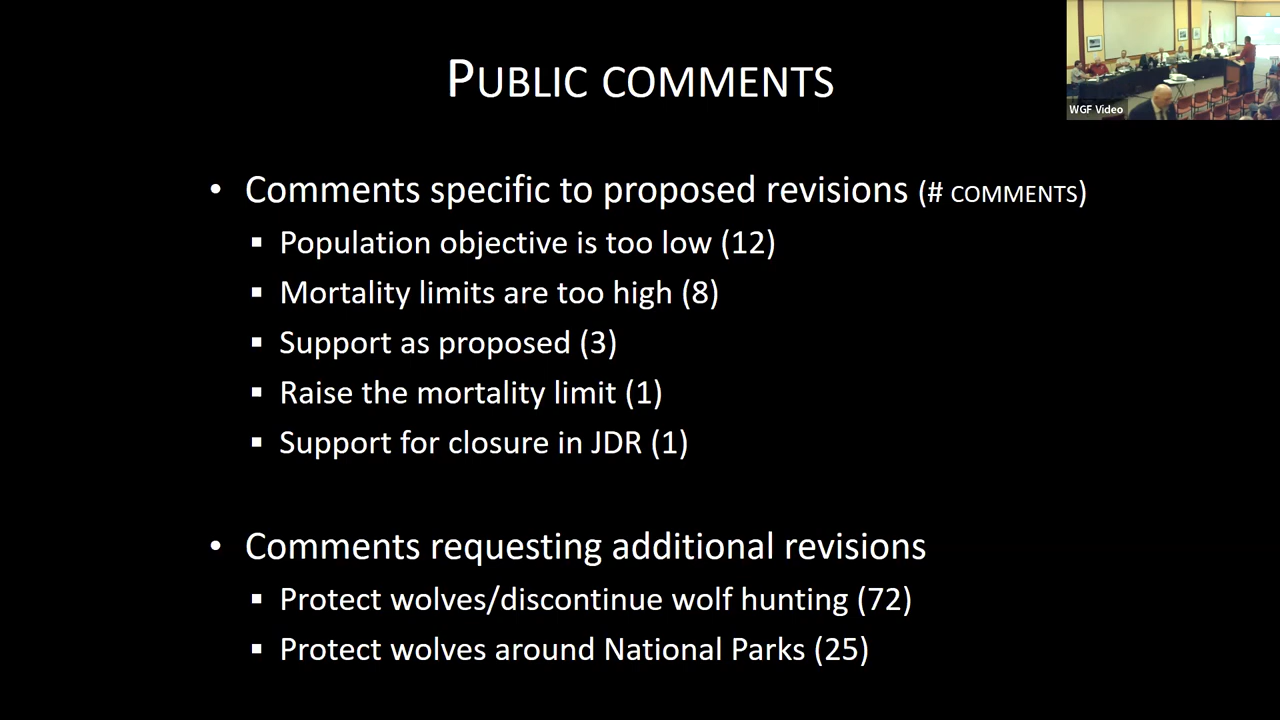 PUBLIC COMMENTS
WGF Video
• Comments specific to proposed revisions (# COMMENTS)
▪ Population objective is too low (12)
▪ Mortality limits are too high (8)
▪ Support as proposed (3)
▪ Raise the mortality limit (1)
▪ Support for closure in JDR (1)
• Comments requesting additional revisions
▪ Protect wolves/discontinue wolf hunting (72)
▪ Protect wolves around National Parks (25)